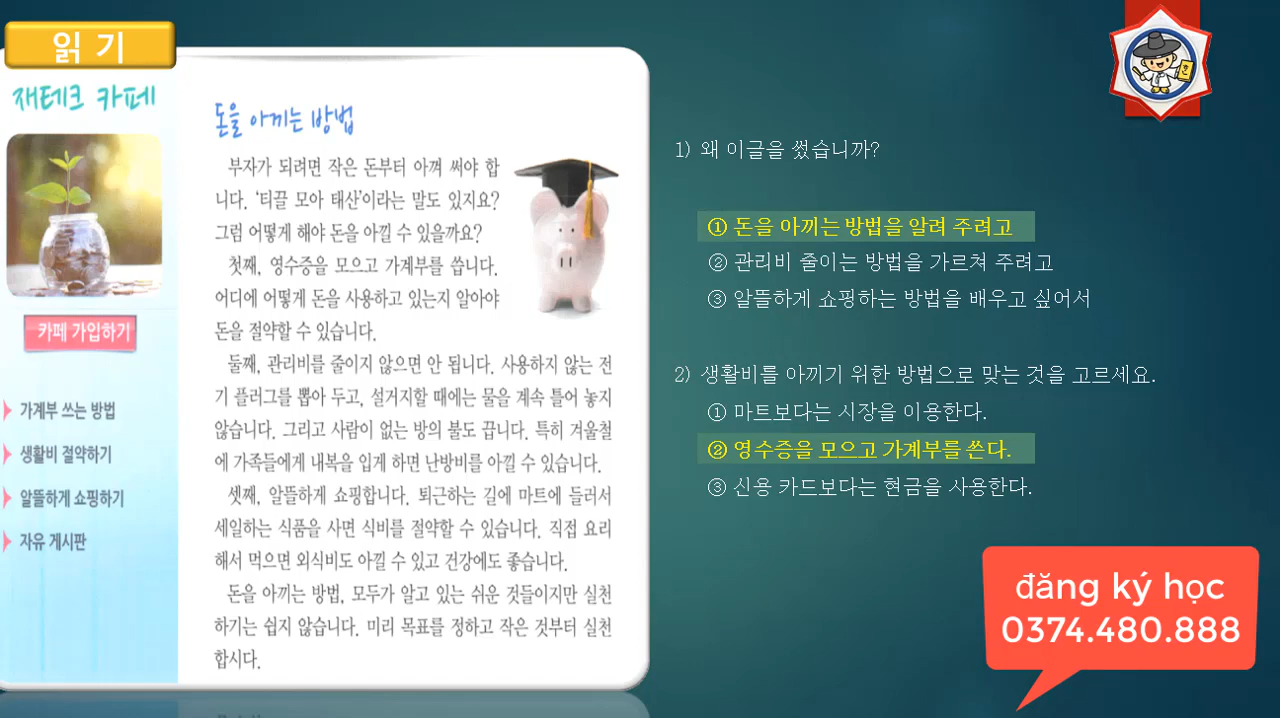 읽 기
재테크 카페
카페 가입하기
가계부 쓰는 방법
생활비 절약하기
알뜰하게 쇼핑하기
자유 게시판
돈을 아끼는 방법
부자가 되려면 작은 돈부터 아껴 써야 합
니다. ‘티끌 모아 태산’이라는 말도 있지요?
그럼 어떻게 해야 돈을 아낄 수 있을까요?
첫째, 영수증을 모으고 가계부를 씁니다.
어디에 어떻게 돈을 사용하고 있는지 알아야
돈을 절약할 수 있습니다.
둘째, 관리비를 줄이지 않으면 안 됩니다. 사용하지 않는 전
기 플러그를 뽑아 두고, 설거지할 때에는 물을 계속 틀어 놓지
않습니다. 그리고 사람이 없는 방의 불도 끕니다. 특히 겨울철
에 가족들에게 내복을 입게 하면 난방비를 아낄 수 있습니다.
셋째, 알뜰하게 쇼핑합니다. 퇴근하는 길에 마트에 들러서
세일하는 식품을 사면 식비를 절약할 수 있습니다. 직접 요리
해서 먹으면 외식비도 아낄 수 있고 건강에도 좋습니다.
돈을 아끼는 방법, 모두가 알고 있는 쉬운 것들이지만 실천
하기는 쉽지 않습니다. 미리 목표를 정하고 작은 것부터 실천
합시다.
1) 왜 이글을 썼습니까?
① 돈을 아끼는 방법을 알려 주려고
② 관리비 줄이는 방법을 가르쳐 주려고
③ 알뜰하게 쇼핑하는 방법을 배우고 싶어서
2) 생활비를 아끼기 위한 방법으로 맞는 것을 고르세요.
① 마트보다는 시장을 이용한다.
② 영수증을 모으고 가계부를 쓴다.
③ 신용 카드보다는 현금을 사용한다.
đăng ký học
0374.480.888